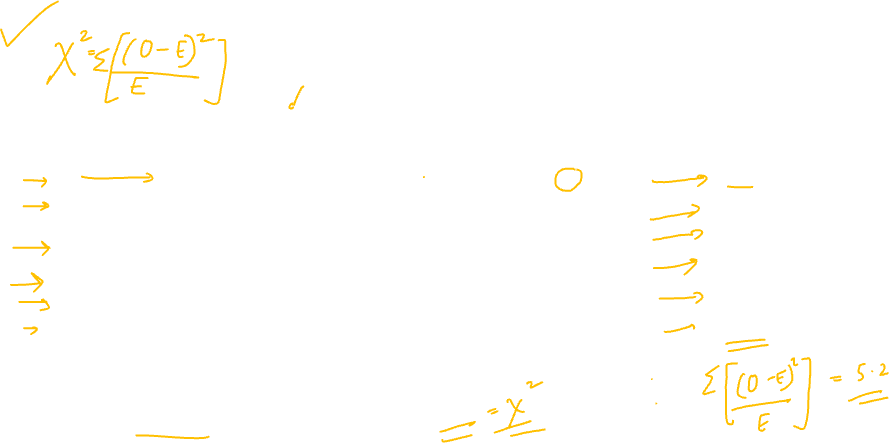 χ² = Σ[(O - E)²/E]
= χ²
Σ[(O - E)²/E] = 5.2